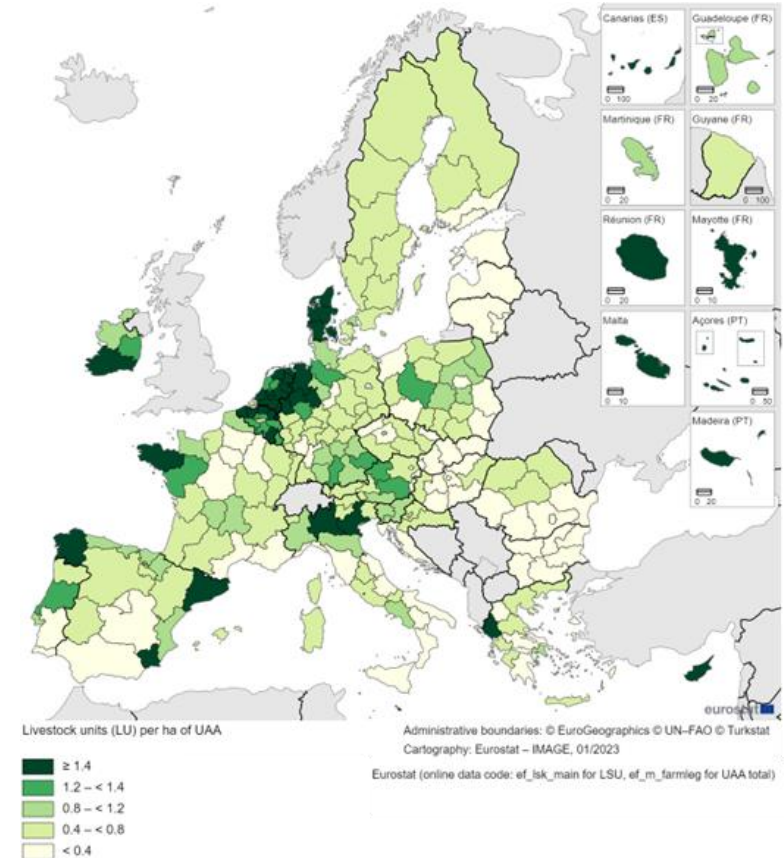 Canarias (ES)
0 100
Guadeloupe (FR)
0 20
Martinique (FR)
0 20
Guyane (FR)
0 100
Réunion (FR)
0 20
Mayotte (FR)
0 10
Malta
0 10
Açores (PT)
0 50
Madeira (PT)
0 20
eurostat
Livestock units (LU) per ha of UAA
≥ 1.4
1.2 – < 1.4
0.8 – < 1.2
0.4 – < 0.8
< 0.4
Administrative boundaries: © EuroGeographics © UN–FAO © Turkstat
Cartography: Eurostat – IMAGE, 01/2023
Eurostat (online data code: ef_lsk_main for LSU, ef_m_farmleg for UAA total)